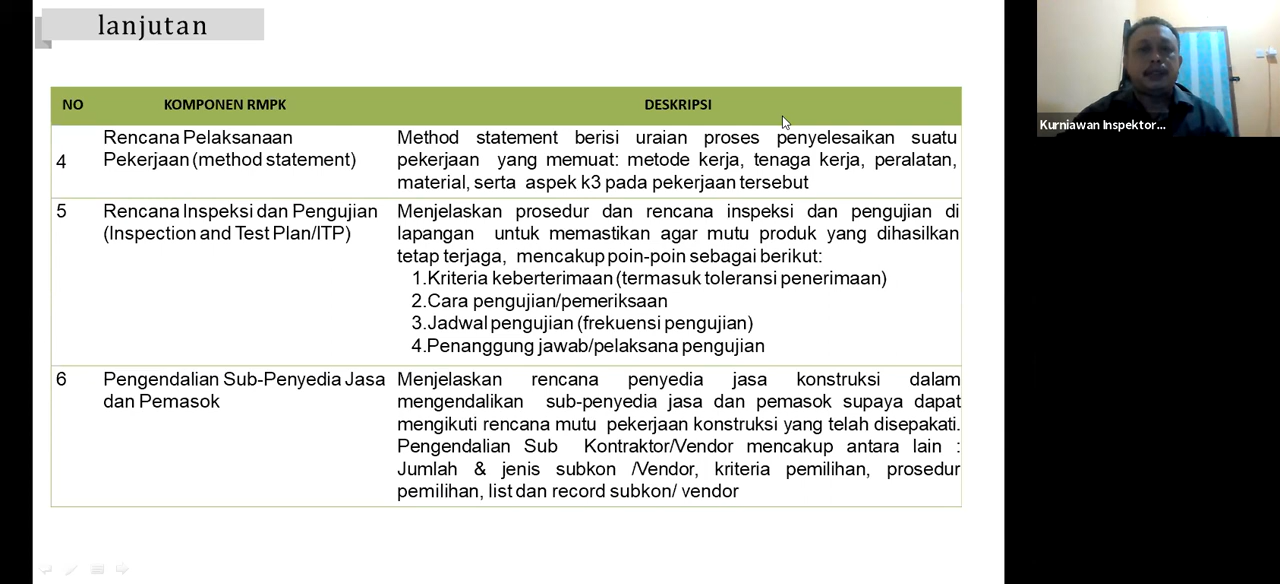 lanjutan
NO KOMPONEN RMPK DESKRIPSI
4 Rencana Pelaksanaan Pekerjaan (method statement)
Method statement berisi uraian proses penyelesaikan suatu
pekerjaan yang memuat: metode kerja, tenaga kerja, peralatan,
material, serta aspek k3 pada pekerjaan tersebut
5 Rencana Inspeksi dan Pengujian
(Inspection and Test Plan/ITP)
Menjelaskan prosedur dan rencana inspeksi dan pengujian di
lapangan untuk memastikan agar mutu produk yang dihasilkan
tetap terjaga, mencakup poin-poin sebagai berikut:
1.Kriteria keberterimaan (termasuk toleransi penerimaan)
2.Cara pengujian/pemeriksaan
3.Jadwal pengujian (frekuensi pengujian)
4.Penanggung jawab/pelaksana pengujian
6 Pengendalian Sub-Penyedia Jasa
dan Pemasok
Menjelaskan rencana penyedia jasa konstruksi dalam
mengendalikan sub-penyedia jasa dan pemasok supaya dapat
mengikuti rencana mutu pekerjaan konstruksi yang telah disepakati.
Pengendalian Sub Kontraktor/Vendor mencakup antara lain :
Jumlah & jenis subkon /Vendor, kriteria pemilihan, prosedur
pemilihan, list dan record subkon/ vendor
Kurniawan Inspektor...